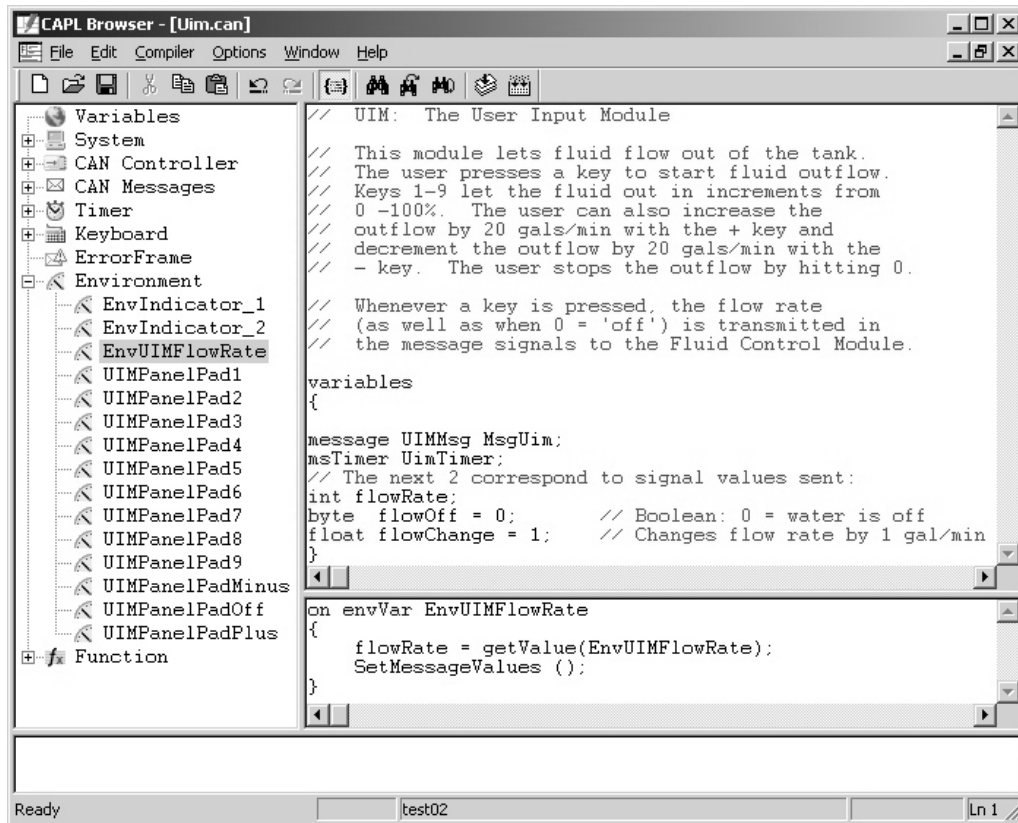 CAPL Browser - [Uim.can]
File Edit Compiler Options Window Help
Variables
System
CAN Controller
CAN Messages
Timer
Keyboard
ErrorFrame
Environment
EnvIndicator_1
EnvIndicator_2
EnvUIMFlowRate
UIMPanelPad1
UIMPanelPad2
UIMPanelPad3
UIMPanelPad4
UIMPanelPad5
UIMPanelPad6
UIMPanelPad7
UIMPanelPad8
UIMPanelPad9
UIMPanelPadMinus
UIMPanelPadOff
UIMPanelPadPlus
fx Function
// UIM: The User Input Module
// This module lets fluid flow out of the tank.
// The user presses a key to start fluid outflow.
// Keys 1-9 let the fluid out in increments from
// 0 -100%. The user can also increase the
// outflow by 20 gals/min with the + key and
// decrement the outflow by 20 gals/min with the
// - key. The user stops the outflow by hitting 0.
// Whenever a key is pressed, the flow rate
// (as well as when 0 = 'off') is transmitted in
// the message signals to the Fluid Control Module.
variables
{
message UIMMsg MsgUim;
msTimer UimTimer;
// The next 2 correspond to signal values sent:
int flowRate;
byte flowOff = 0; // Boolean: 0 = water is off
float flowChange = 1; // Changes flow rate by 1 gal/min
}
on envVar EnvUIMFlowRate
{
flowRate = getValue(EnvUIMFlowRate);
SetMessageValues ();
}
Ready test02 Ln 1